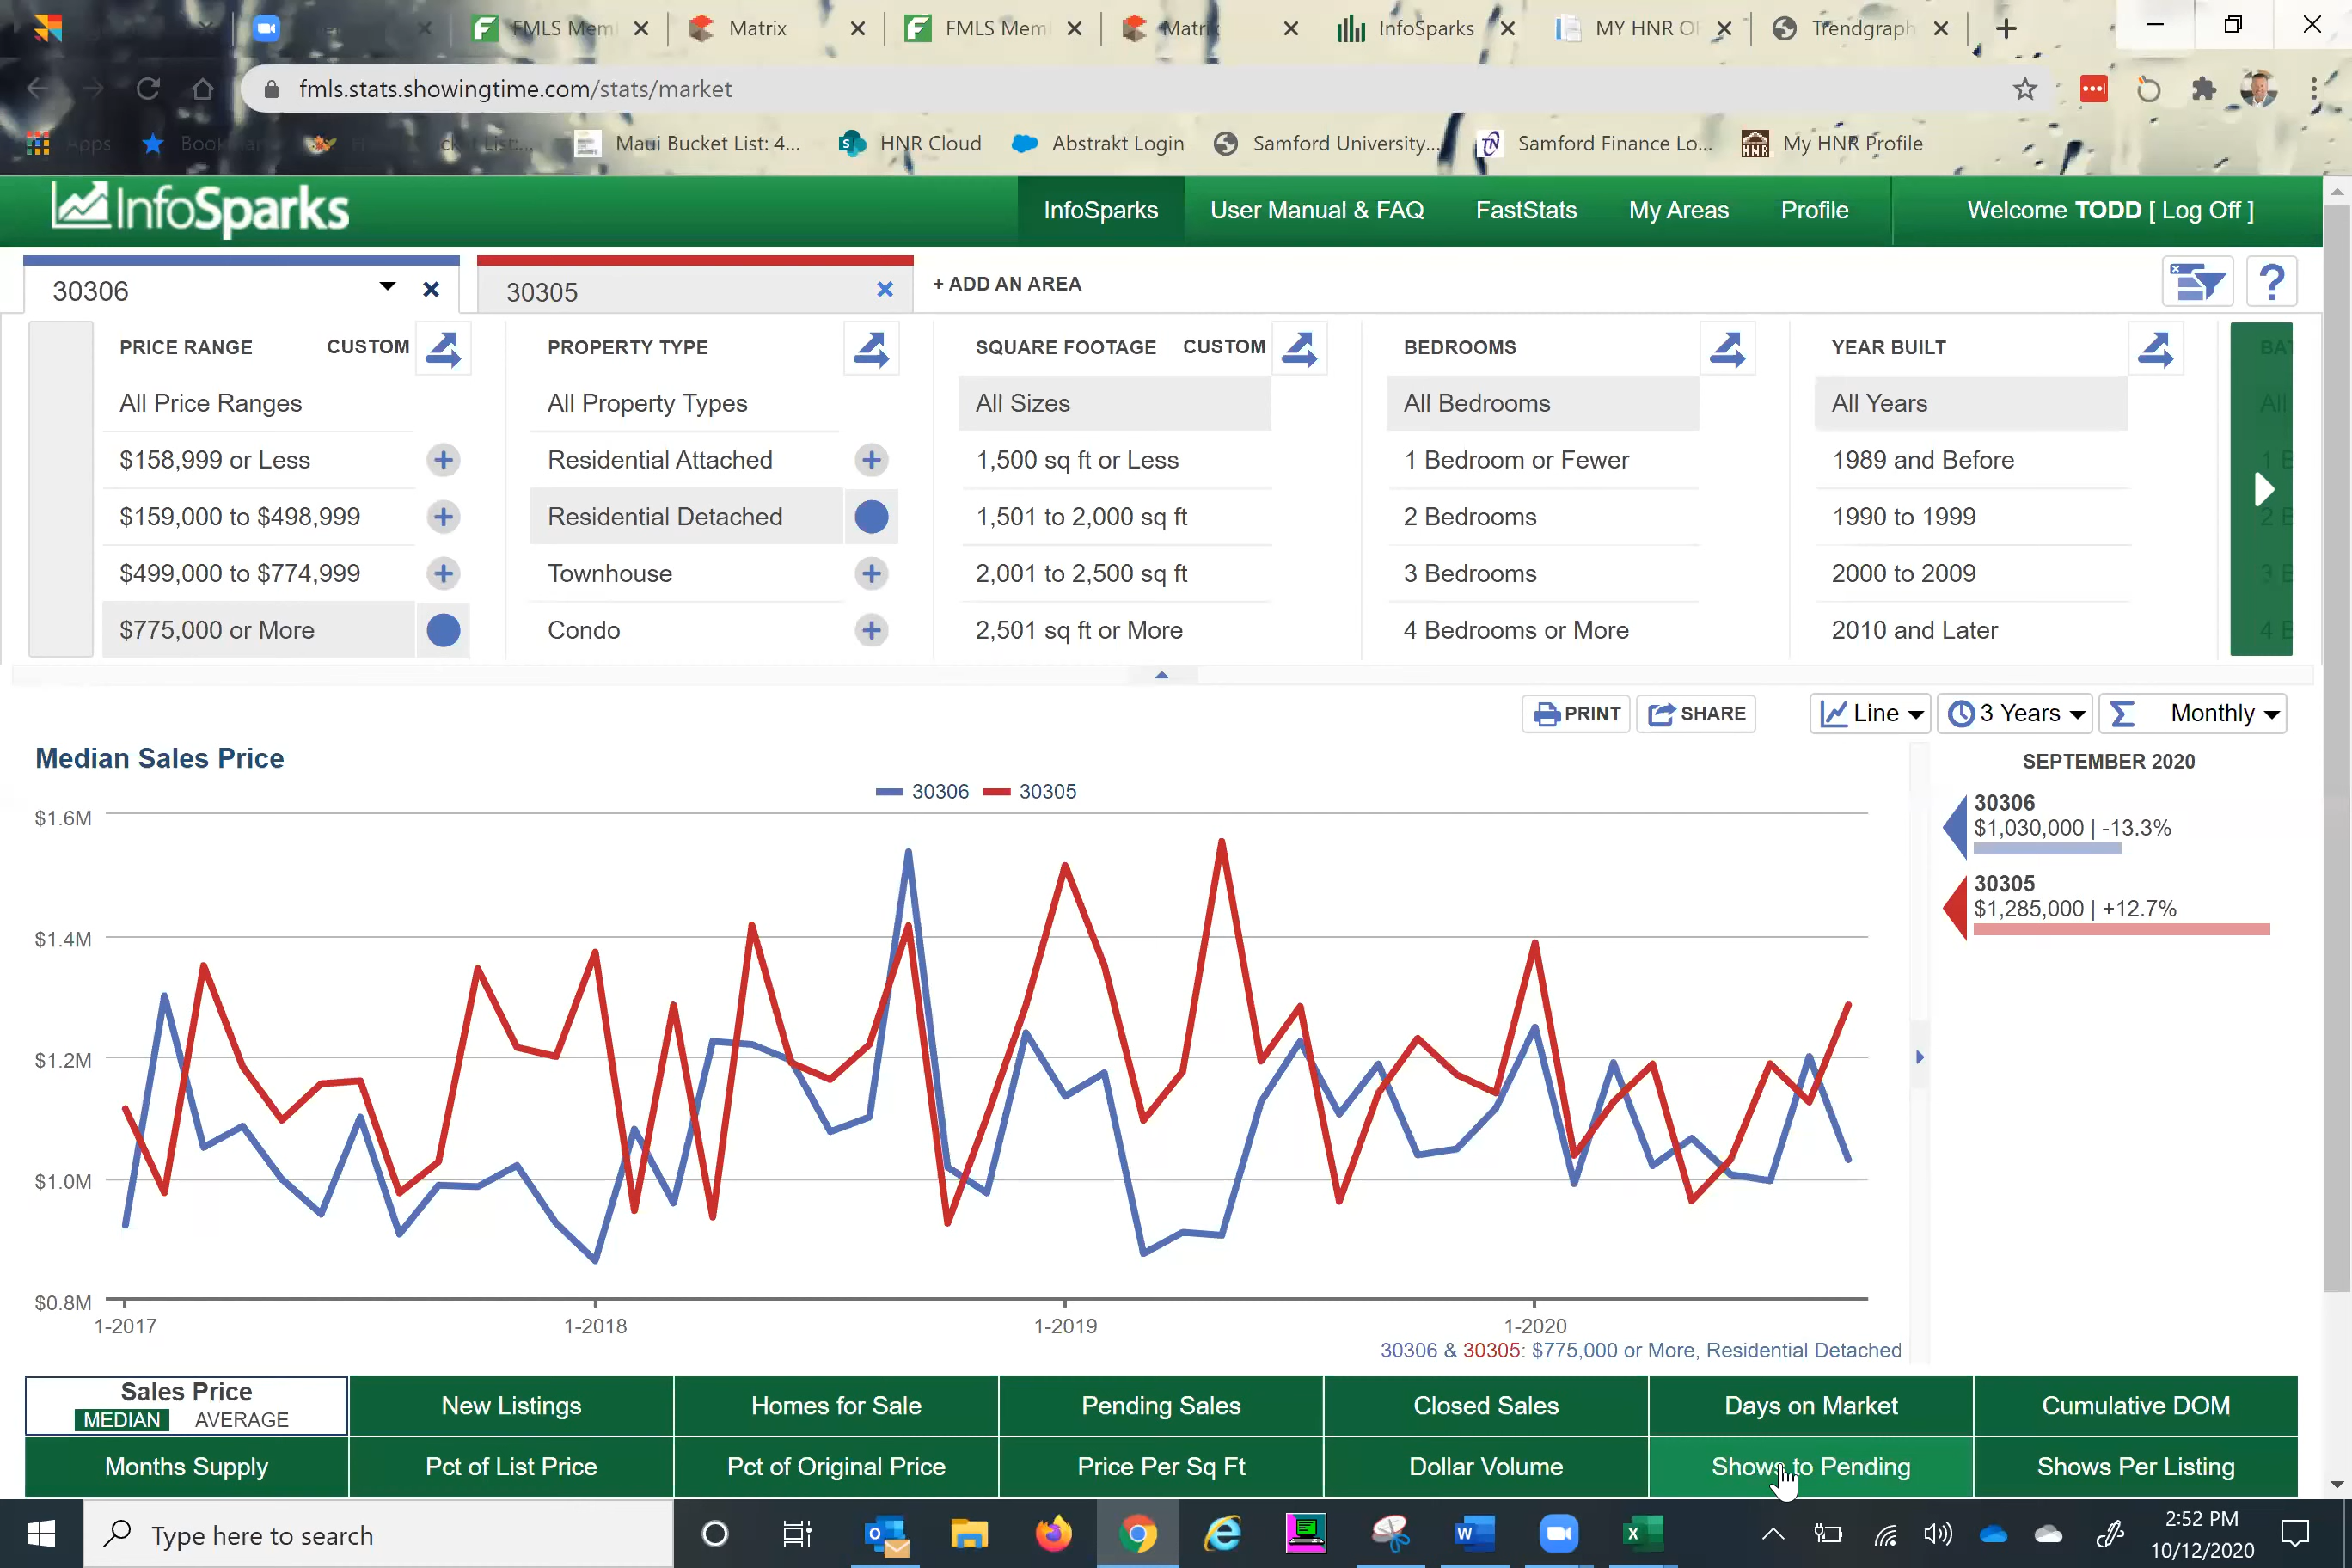 FMLS Mem
Matrix
FMLS Mem
Matrix
InfoSparks
MY HNR OF
Trendgraph
fmls.stats.showingtime.com/stats/market
Apps
Maui Bucket List: 4...
HNR Cloud
Abstrakt Login
Samford University...
Samford Finance Lo...
My HNR Profile
InfoSparks
InfoSparks
User Manual & FAQ
FastStats
My Areas
Profile
Welcome TODD [ Log Off ]
30306
30305
+ ADD AN AREA
?
PRICE RANGE CUSTOM
All Price Ranges
$158,999 or Less
$159,000 to $498,999
$499,000 to $774,999
$775,000 or More
PROPERTY TYPE
All Property Types
Residential Attached
Residential Detached
Townhouse
Condo
SQUARE FOOTAGE CUSTOM
All Sizes
1,500 sq ft or Less
1,501 to 2,000 sq ft
2,001 to 2,500 sq ft
2,501 sq ft or More
BEDROOMS
All Bedrooms
1 Bedroom or Fewer
2 Bedrooms
3 Bedrooms
4 Bedrooms or More
YEAR BUILT
All Years
1989 and Before
1990 to 1999
2000 to 2009
2010 and Later
BAT
All
1 B
2 B
3 B
4 B
PRINT
SHARE
Line
3 Years
Monthly
Median Sales Price
30306 30305
$1.6M
$1.4M
$1.2M
$1.0M
$0.8M
1-2017
1-2018
1-2019
1-2020
30306 & 30305: $775,000 or More, Residential Detached
SEPTEMBER 2020
30306
$1,030,000 | -13.3%
30305
$1,285,000 | +12.7%
Sales Price
MEDIAN AVERAGE
New Listings
Homes for Sale
Pending Sales
Closed Sales
Days on Market
Cumulative DOM
Months Supply
Pct of List Price
Pct of Original Price
Price Per Sq Ft
Dollar Volume
Shows to Pending
Shows Per Listing
Type here to search
2:52 PM
10/12/2020